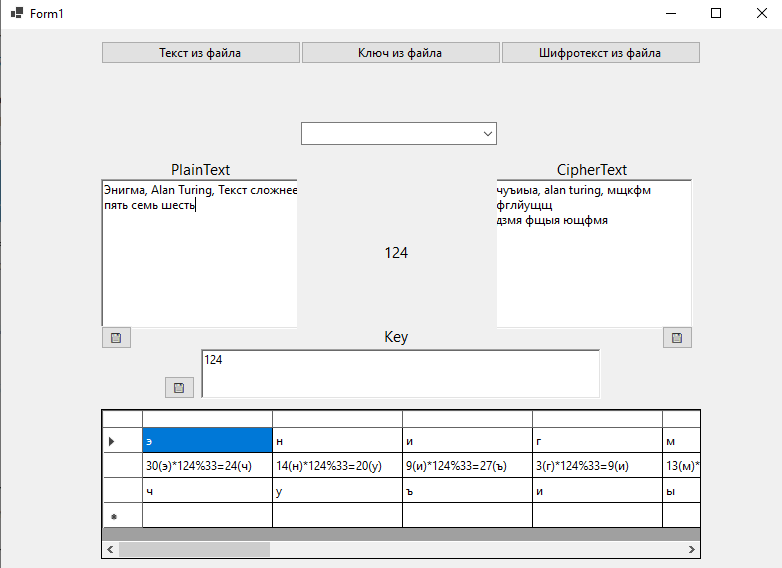 Form1
Текст из файла
Ключ из файла
Шифротекст из файла
PlainText
CipherText
Энигма, Alan Turing, Текст сложнее
пять семь шесть
чуъиыа, alan turing, мщкфм
фглйущщ
дзмя фщыя ющфмя
124
Key
124
э н и г м
30(э)*124%33=24(ч) 14(н)*124%33=20(у) 9(и)*124%33=27(ъ) 3(г)*124%33=9(и) 13(м)*
ч у ъ и ы